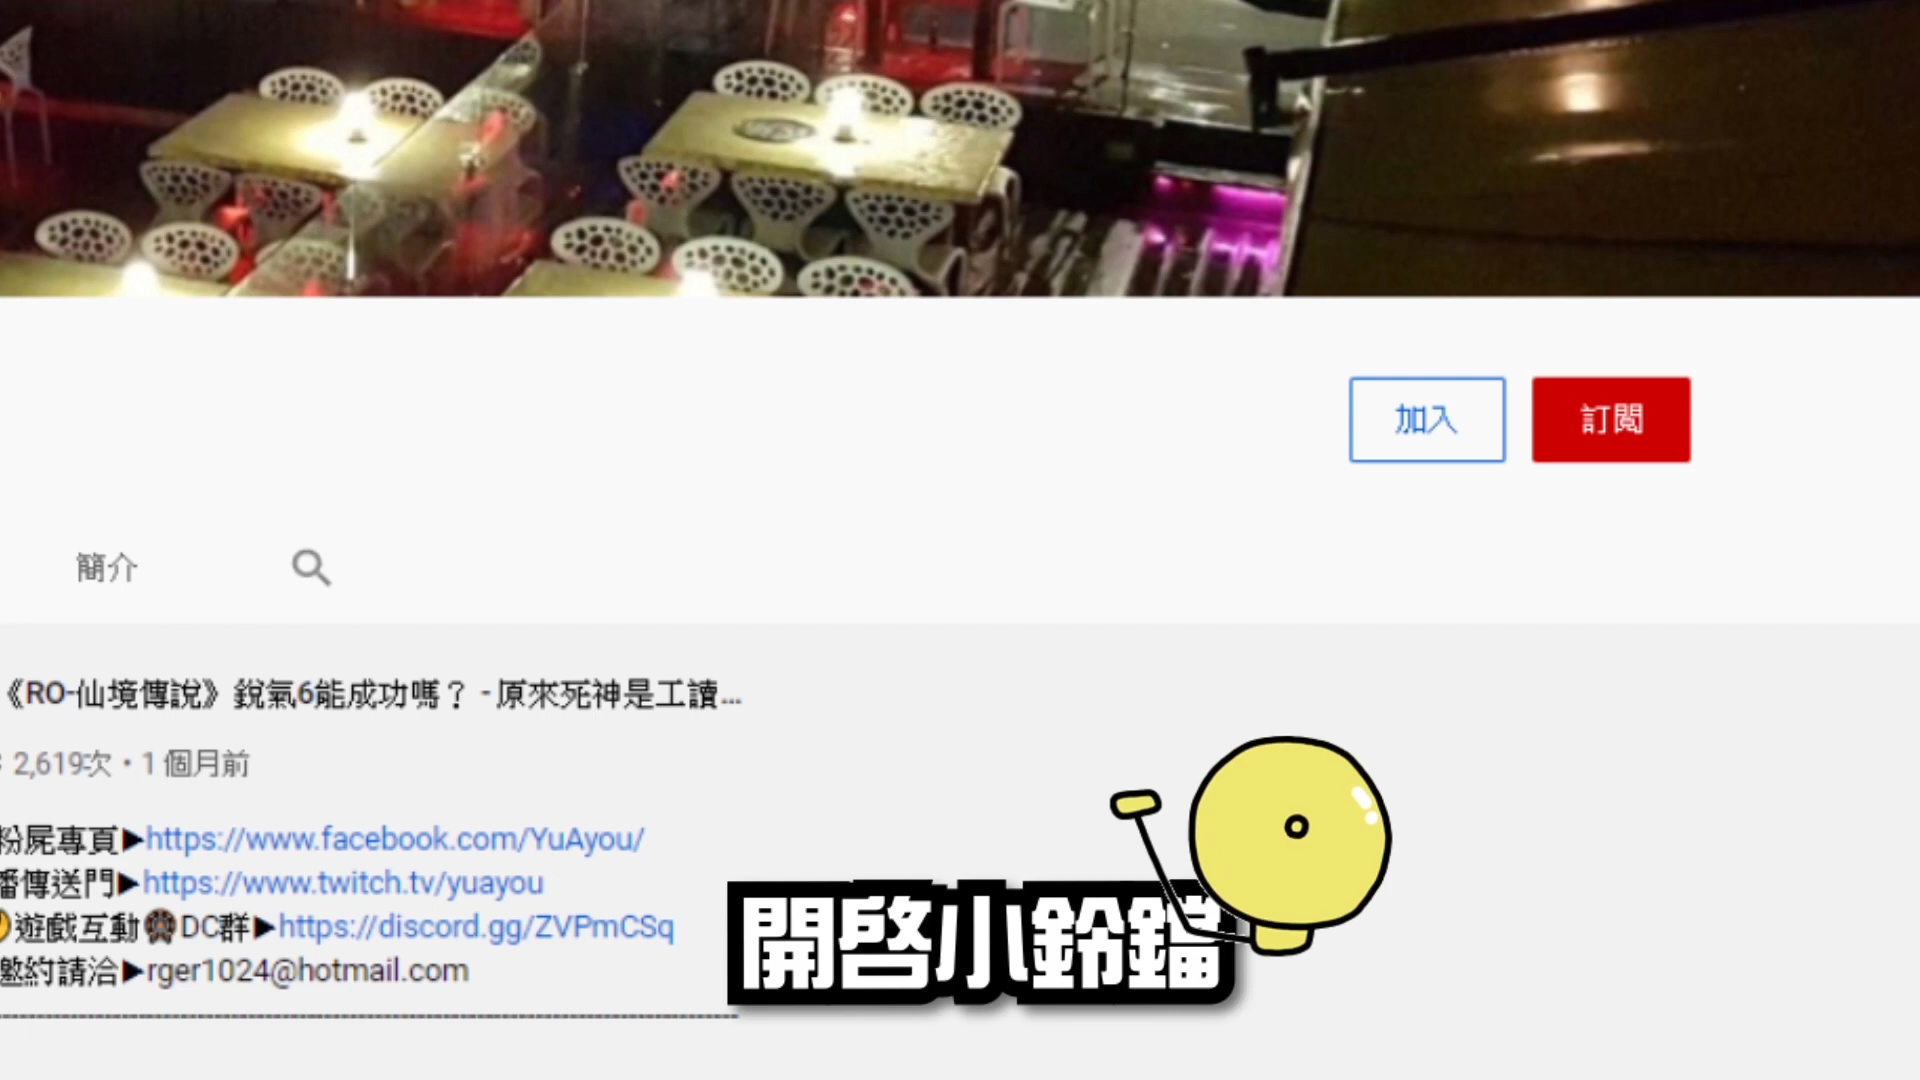 加入
訂閱
簡介
《RO-仙境傳說》銳氣6能成功嗎？ - 原來死神是工讀...
2,619次・1 個月前
粉屍專頁▶https://www.facebook.com/YuAyou/
播傳送門▶https://www.twitch.tv/yuayou
遊戲互動DC群▶https://discord.gg/ZVPmCSq
邀約請洽▶rger1024@hotmail.com
開啓小鈴鐺